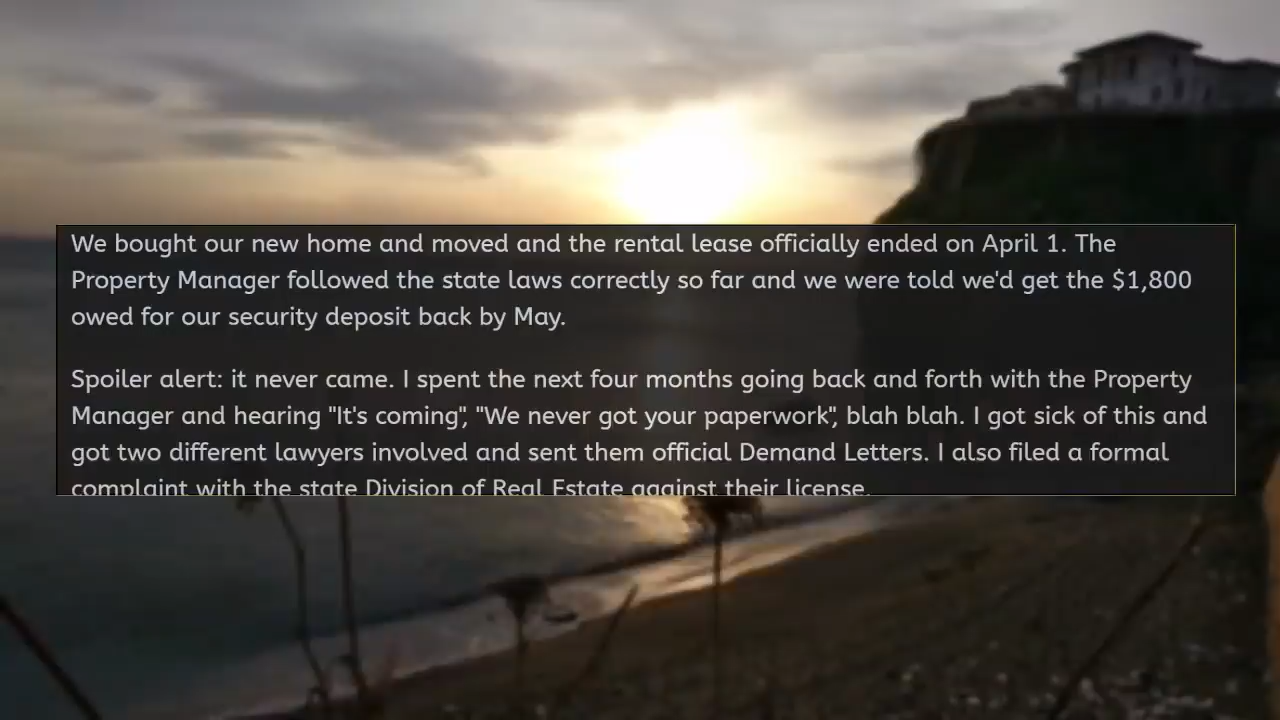 We bought our new home and moved and the rental lease officially ended on April 1. The
Property Manager followed the state laws correctly so far and we were told we'd get the $1,800
owed for our security deposit back by May.
Spoiler alert: it never came. I spent the next four months going back and forth with the Property
Manager and hearing "It's coming", "We never got your paperwork", blah blah. I got sick of this and
got two different lawyers involved and sent them official Demand Letters. I also filed a formal
complaint with the state Division of Real Estate against their license.